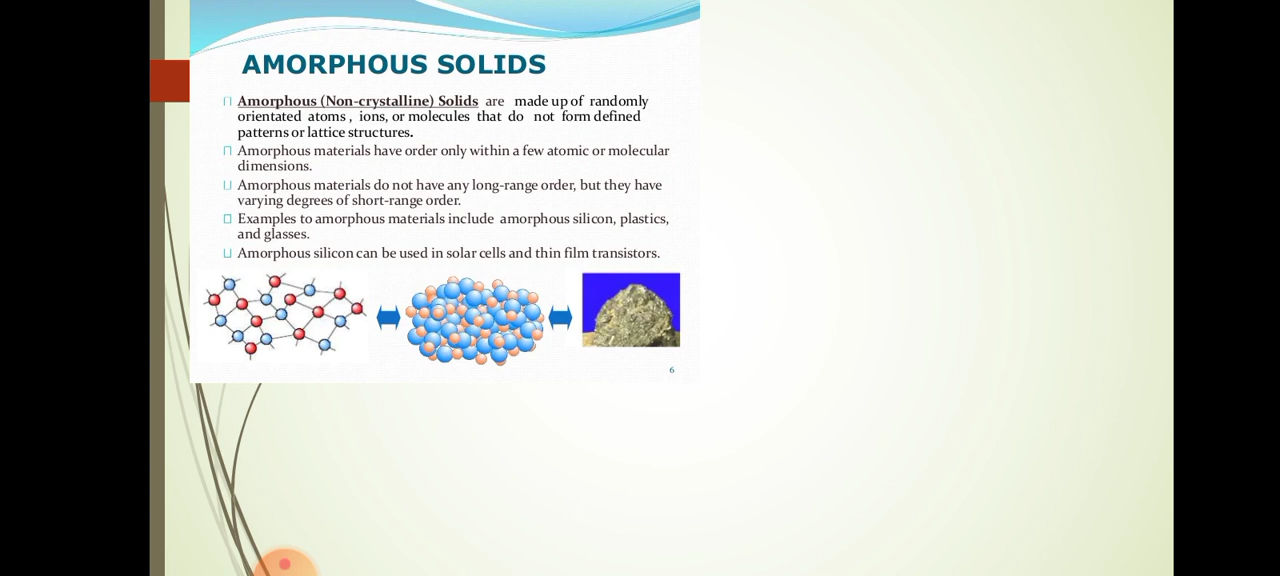 AMORPHOUS SOLIDS
Amorphous (Non-crystalline) Solids are made up of randomly
orientated atoms , ions, or molecules that do not form defined
patterns or lattice structures.
Amorphous materials have order only within a few atomic or molecular
dimensions.
Amorphous materials do not have any long-range order, but they have
varying degrees of short-range order.
Examples to amorphous materials include amorphous silicon, plastics,
and glasses.
Amorphous silicon can be used in solar cells and thin film transistors.
6